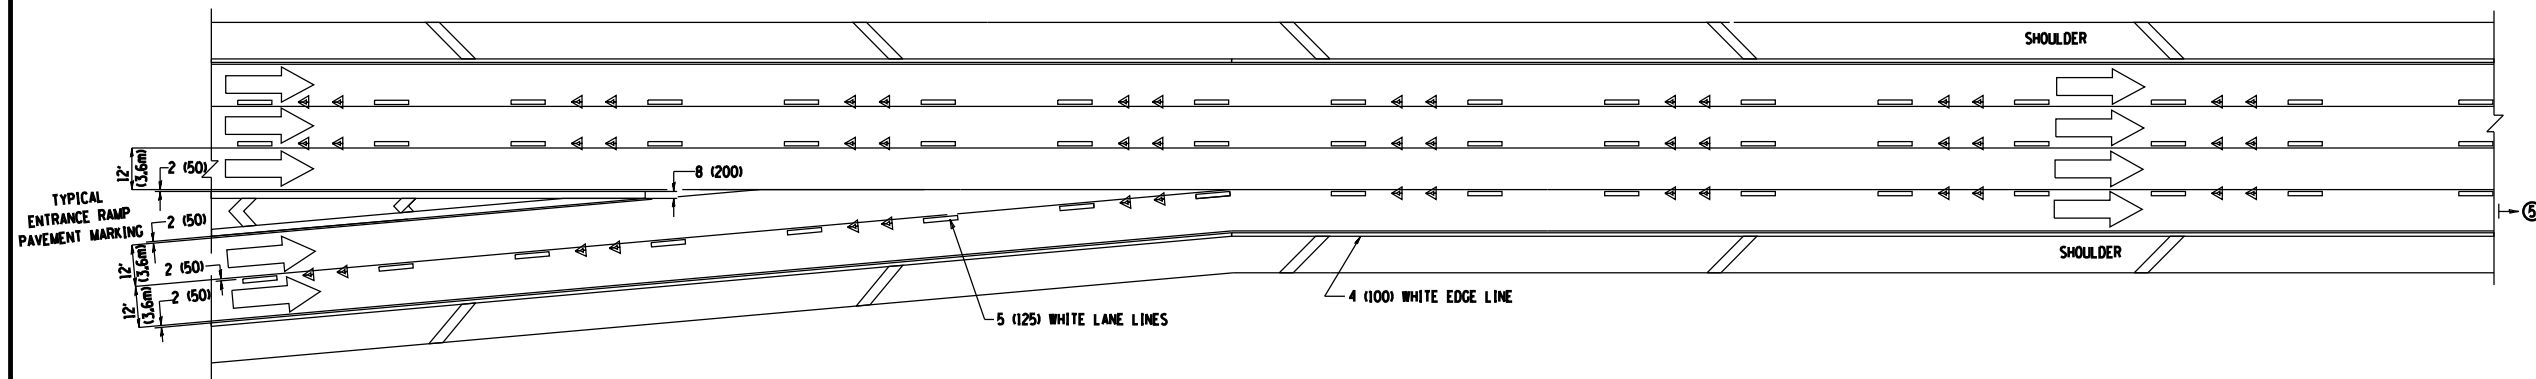 SHOULDER
12'
(3.6m)
2 (50)
8 (200)
TYPICAL
ENTRANCE RAMP
PAVEMENT MARKING
2 (50)
5
12'
(3.6m)
2 (50)
SHOULDER
12'
(3.6m)
2 (50)
4 (100) WHITE EDGE LINE
5 (125) WHITE LANE LINES